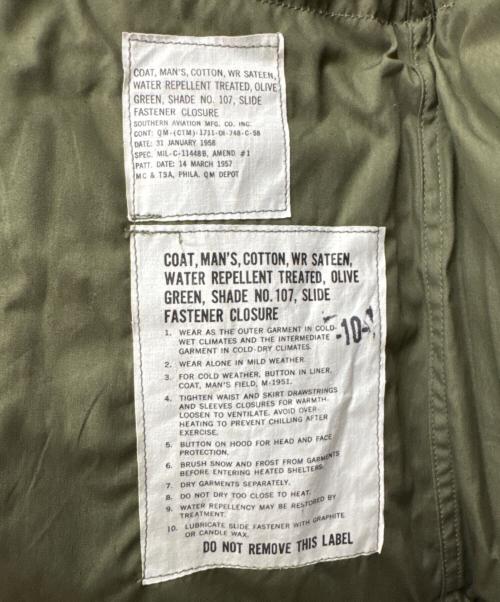 COAT, MAN'S, COTTON, WR SATEEN,
WATER REPELLENT TREATED, OLIVE
GREEN, SHADE NO. 107, SLIDE
FASTENER CLOSURE
SOUTHERN AVIATION MFG. CO. INC.
CONT: QM-(CTM)-1711-OI-748-C-58
DATE: 31 JANUARY 1958
SPEC. MIL-C-11448B, AMEND #1
PATT. DATE: 14 MARCH 1957
MC & TSA, PHILA. QM DEPOT
COAT, MAN'S, COTTON, WR SATEEN,
WATER REPELLENT TREATED, OLIVE
GREEN, SHADE NO. 107, SLIDE
FASTENER CLOSURE
1. WEAR AS THE OUTER GARMENT IN COLD-
WET CLIMATES AND THE INTERMEDIATE
GARMENT IN COLD-DRY CLIMATES.
-10-
2. WEAR ALONE IN MILD WEATHER.
3. FOR COLD WEATHER, BUTTON IN LINER,
COAT, MAN'S FIELD, M-1951.
4. TIGHTEN WAIST AND SKIRT DRAWSTRINGS
AND SLEEVES CLOSURES FOR WARMTH.
LOOSEN TO VENTILATE. AVOID OVER-
HEATING TO PREVENT CHILLING AFTER
EXERCISE.
5. BUTTON ON HOOD FOR HEAD AND FACE
PROTECTION.
6. BRUSH SNOW AND FROST FROM GARMENTS
BEFORE ENTERING HEATED SHELTERS.
7. DRY GARMENTS SEPARATELY.
8. DO NOT DRY TOO CLOSE TO HEAT.
9. WATER REPELLENCY MAY BE RESTORED BY
TREATMENT.
10. LUBRICATE SLIDE FASTENER WITH GRAPHITE
OR CANDLE WAX.
DO NOT REMOVE THIS LABEL